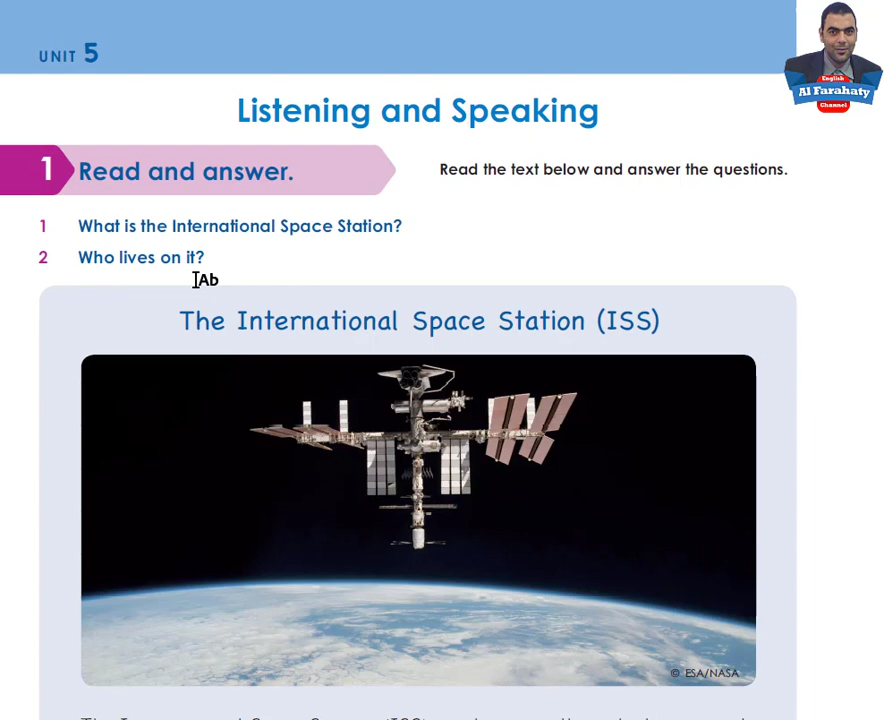 UNIT 5
English
Al Farahaty
Channel
Listening and Speaking
1 Read and answer.
Read the text below and answer the questions.
1 What is the International Space Station?
2 Who lives on it?
Ab
The International Space Station (ISS)
© ESA/NASA